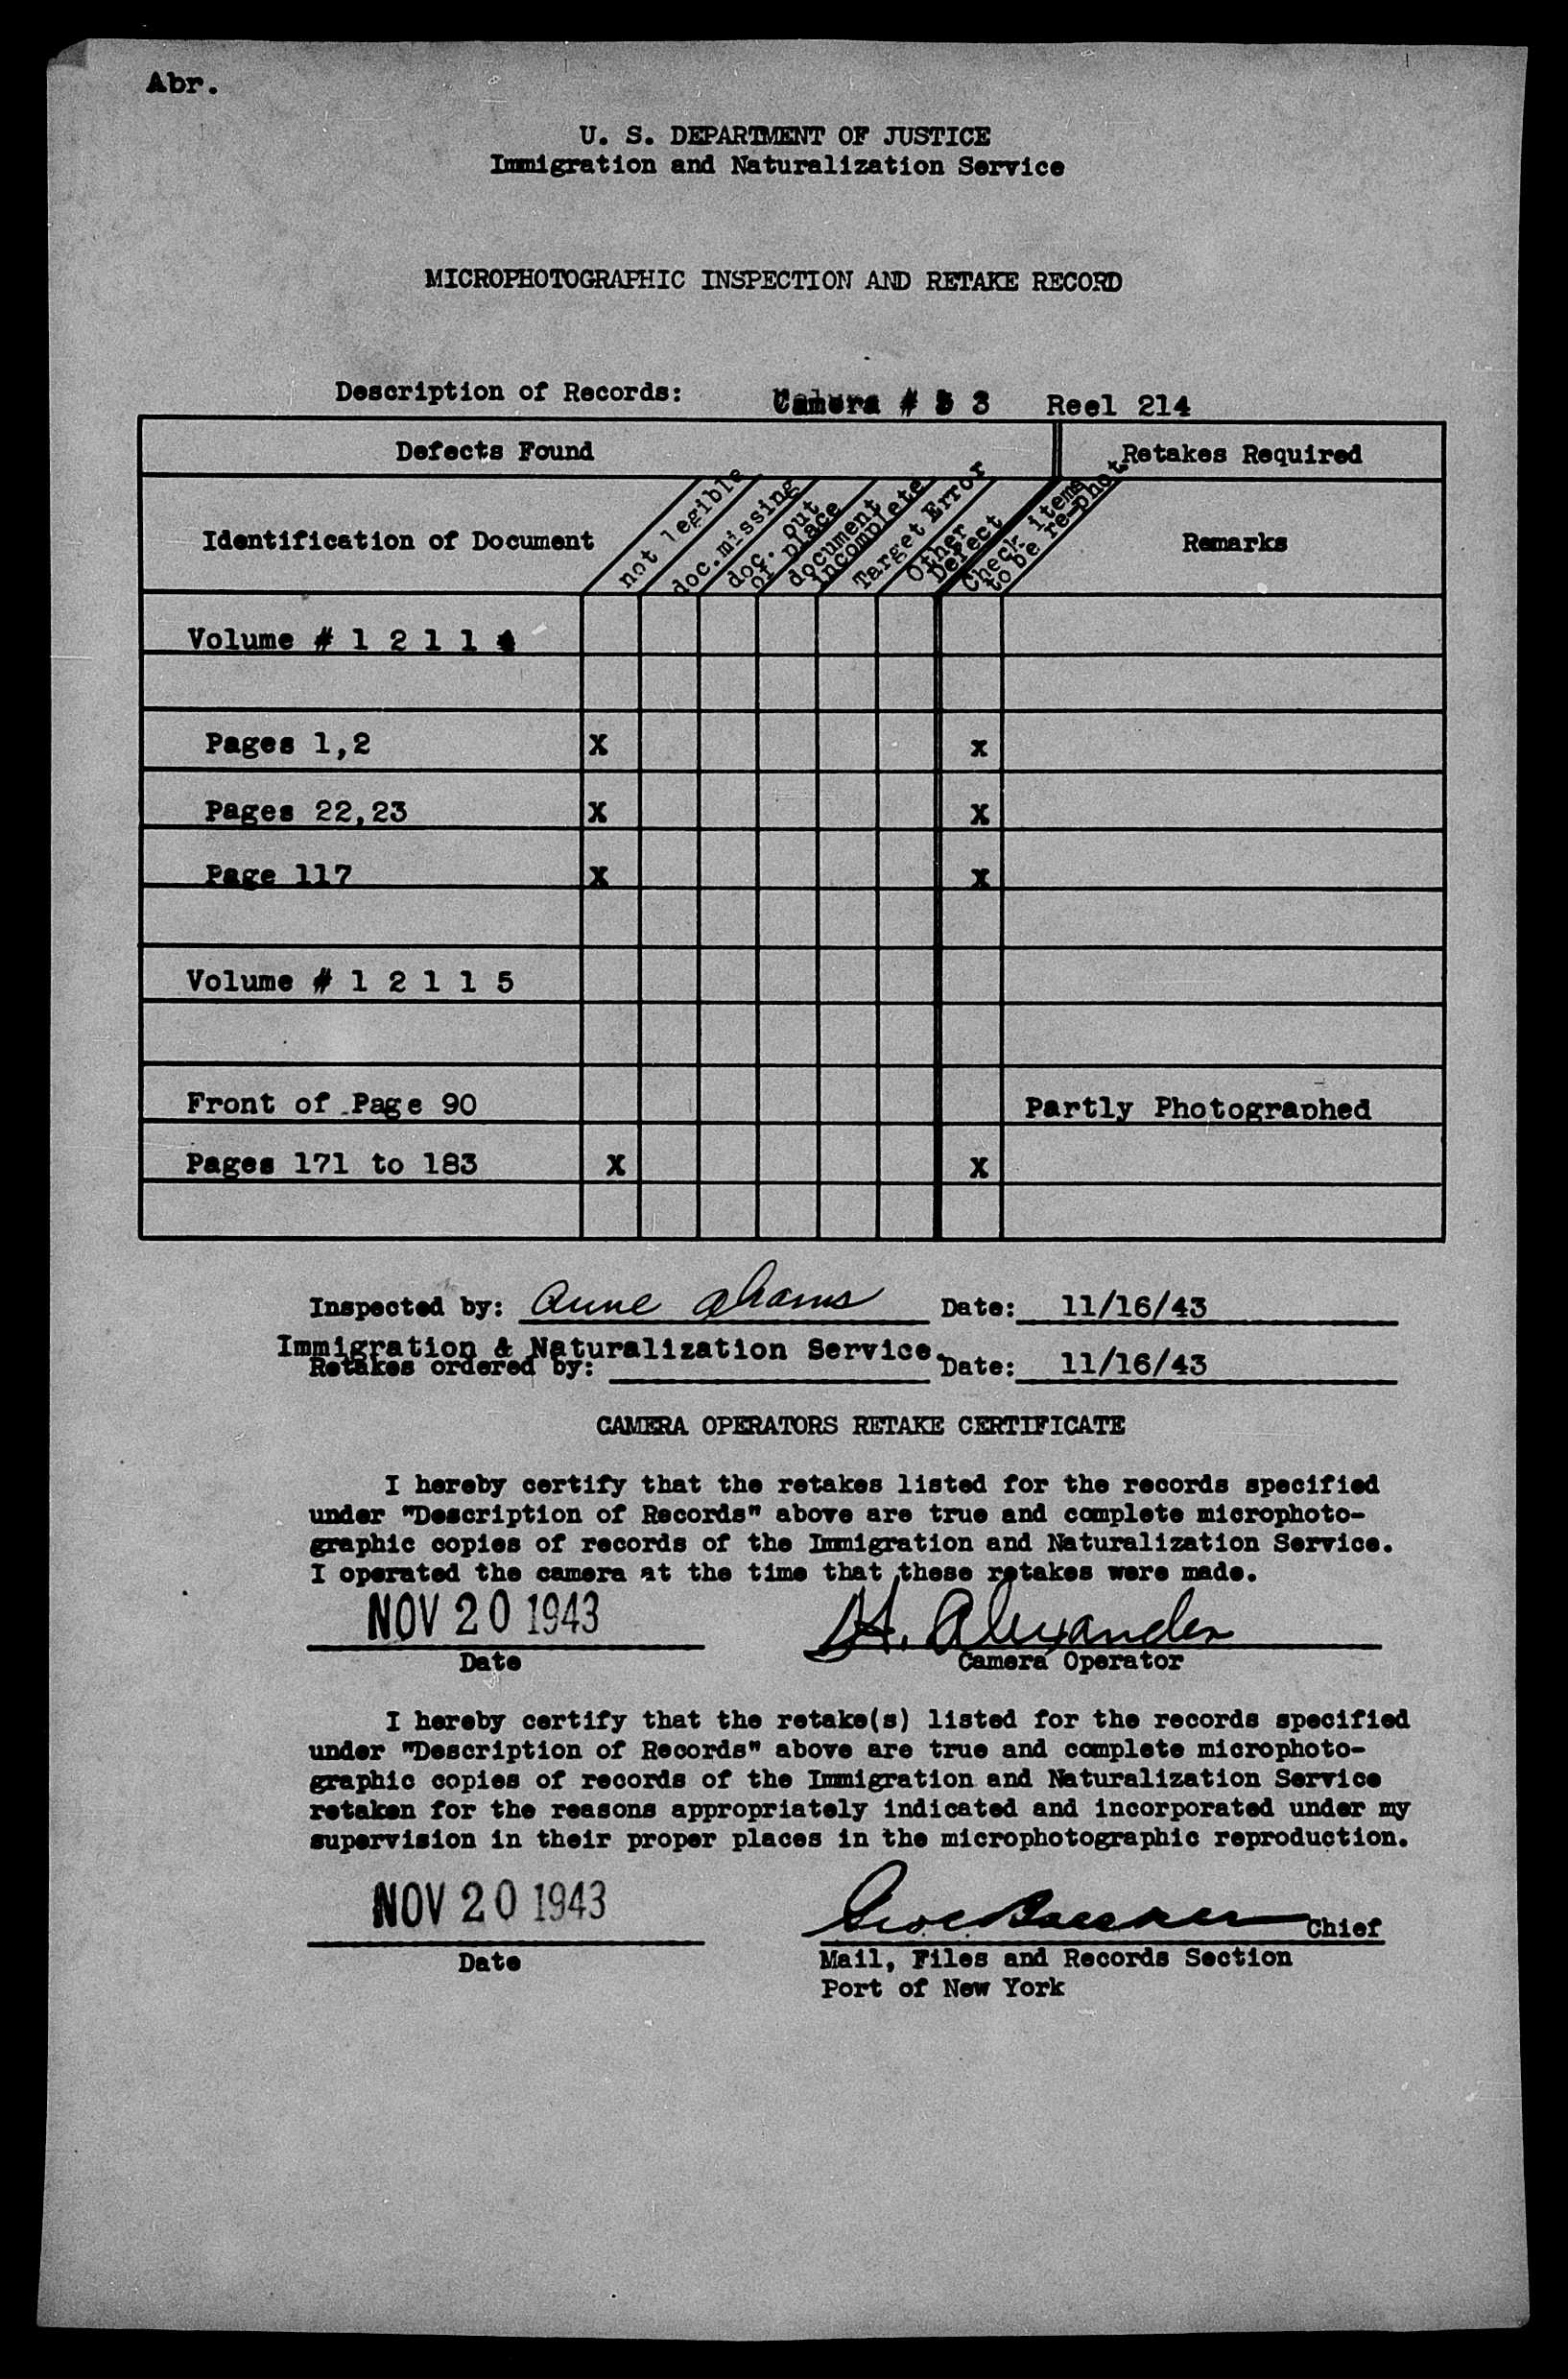 Abr.
U. S. DEPARTMENT OF JUSTICE
Immigration and Naturalization Service
MICROPHOTOGRAPHIC INSPECTION AND RETAKE RECORD
Description of Records: Camera # 3 Reel 214
Defects Found
Retakes Required
Identification of Document
not legible
doc.missing
doc. out
of place
document
incomplete
Target Error
Other
Defect
Check items
to be re-phot
Remarks
Volume # 1 2 1 1 4
Pages 1,2 X x
Pages 22,23 X X
Page 117 X X
Volume # 1 2 1 1 5
Front of Page 90 Partly Photographed
Pages 171 to 183 X X
Inspected by: Anne Abrams Date: 11/16/43
Immigration & Naturalization Service.
Retakes ordered by: Date: 11/16/43
CAMERA OPERATORS RETAKE CERTIFICATE
I hereby certify that the retakes listed for the records specified
under "Description of Records" above are true and complete microphoto-
graphic copies of records of the Immigration and Naturalization Service.
I operated the camera at the time that these retakes were made.
NOV 20 1943 H. Alexander
Date Camera Operator
I hereby certify that the retake(s) listed for the records specified
under "Description of Records" above are true and complete microphoto-
graphic copies of records of the Immigration and Naturalization Service
retaken for the reasons appropriately indicated and incorporated under my
supervision in their proper places in the microphotographic reproduction.
NOV 20 1943 Chief
Date Mail, Files and Records Section
Port of New York